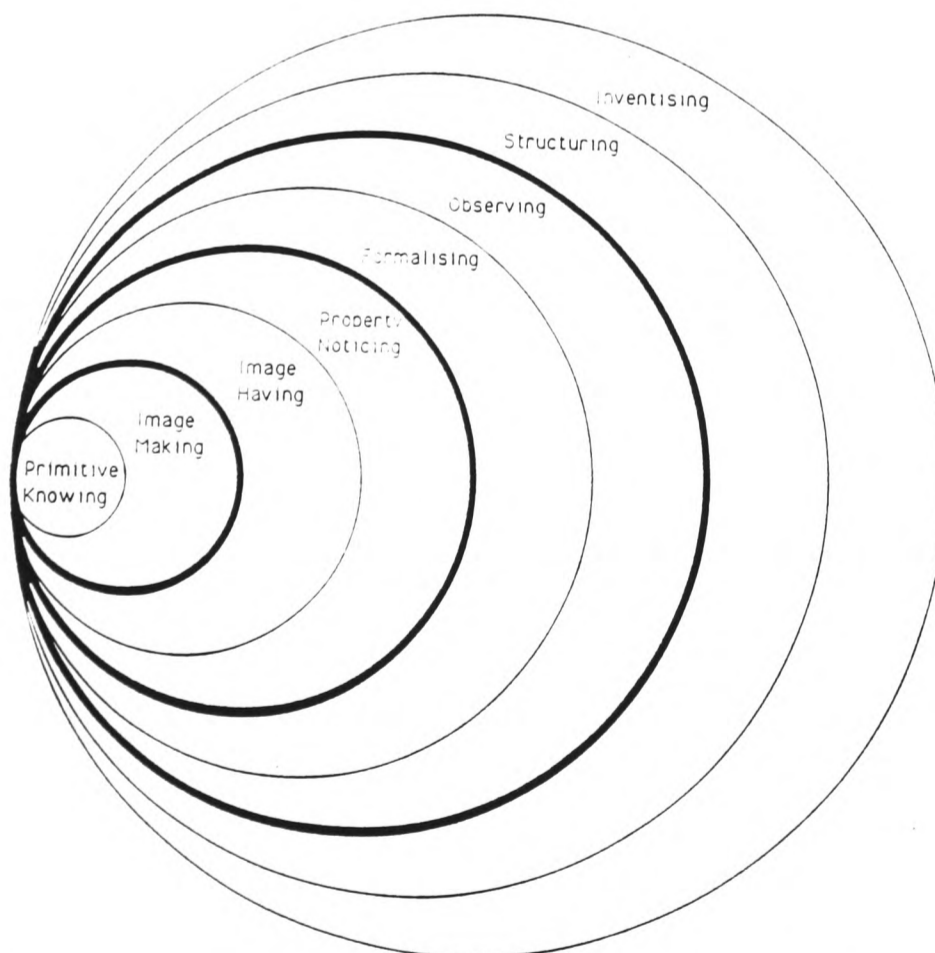 Inventising
Structuring
Observing
Formalising
Property
Noticing
Image
Having
Image
Making
Primitive
Knowing